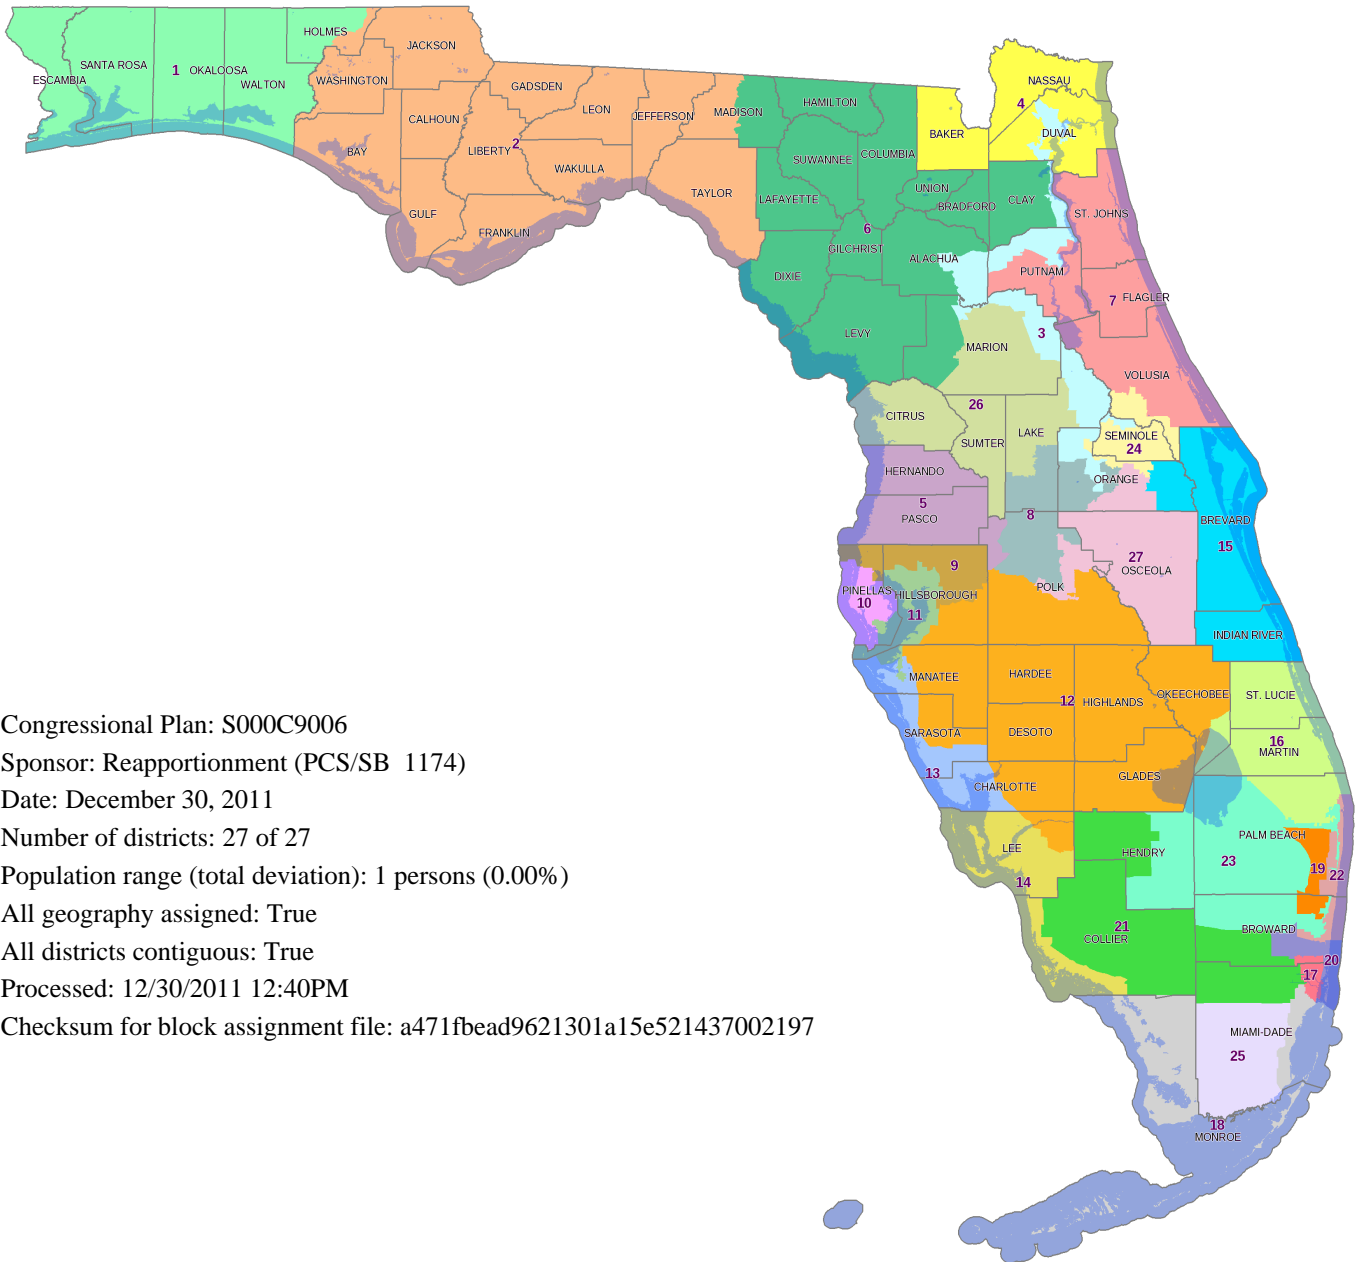 HOLMES
JACKSON
SANTA ROSA
ESCAMBIA
1
OKALOOSA
WALTON
WASHINGTON
GADSDEN
LEON
JEFFERSON
MADISON
HAMILTON
NASSAU
4
BAKER
DUVAL
CALHOUN
LIBERTY
2
BAY
WAKULLA
TAYLOR
SUWANNEE
COLUMBIA
LAFAYETTE
UNION
BRADFORD
CLAY
ST. JOHNS
GULF
FRANKLIN
6
GILCHRIST
ALACHUA
DIXIE
PUTNAM
7
FLAGLER
LEVY
3
MARION
VOLUSIA
26
CITRUS
SUMTER
LAKE
SEMINOLE
24
HERNANDO
ORANGE
5
PASCO
8
BREVARD
15
27
OSCEOLA
9
POLK
PINELLAS
10
HILLSBOROUGH
11
INDIAN RIVER
MANATEE
HARDEE
12
HIGHLANDS
OKEECHOBEE
ST. LUCIE
SARASOTA
DESOTO
16
MARTIN
13
CHARLOTTE
GLADES
LEE
HENDRY
PALM BEACH
23
19
22
14
21
COLLIER
BROWARD
20
17
MIAMI-DADE
25
18
MONROE
Congressional Plan: S000C9006
Sponsor: Reapportionment (PCS/SB 1174)
Date: December 30, 2011
Number of districts: 27 of 27
Population range (total deviation): 1 persons (0.00%)
All geography assigned: True
All districts contiguous: True
Processed: 12/30/2011 12:40PM
Checksum for block assignment file: a471fbead9621301a15e521437002197